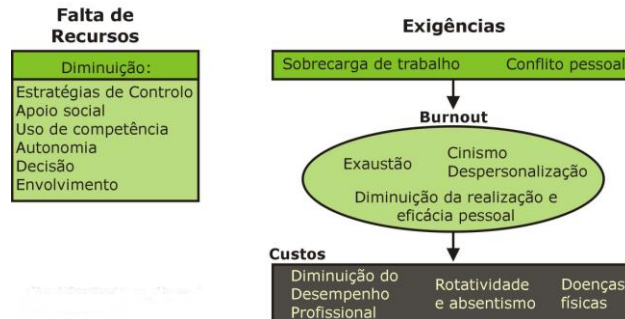 Falta de
Recursos
Diminuição:
Estratégias de Controlo
Apoio social
Uso de competência
Autonomia
Decisão
Envolvimento
Exigências
Sobrecarga de trabalho Conflito pessoal
Burnout
Exaustão
Cinismo
Despersonalização
Diminuição da realização e
eficácia pessoal
Custos
Diminuição do
Desempenho
Profissional
Rotatividade
e absentismo
Doenças
físicas